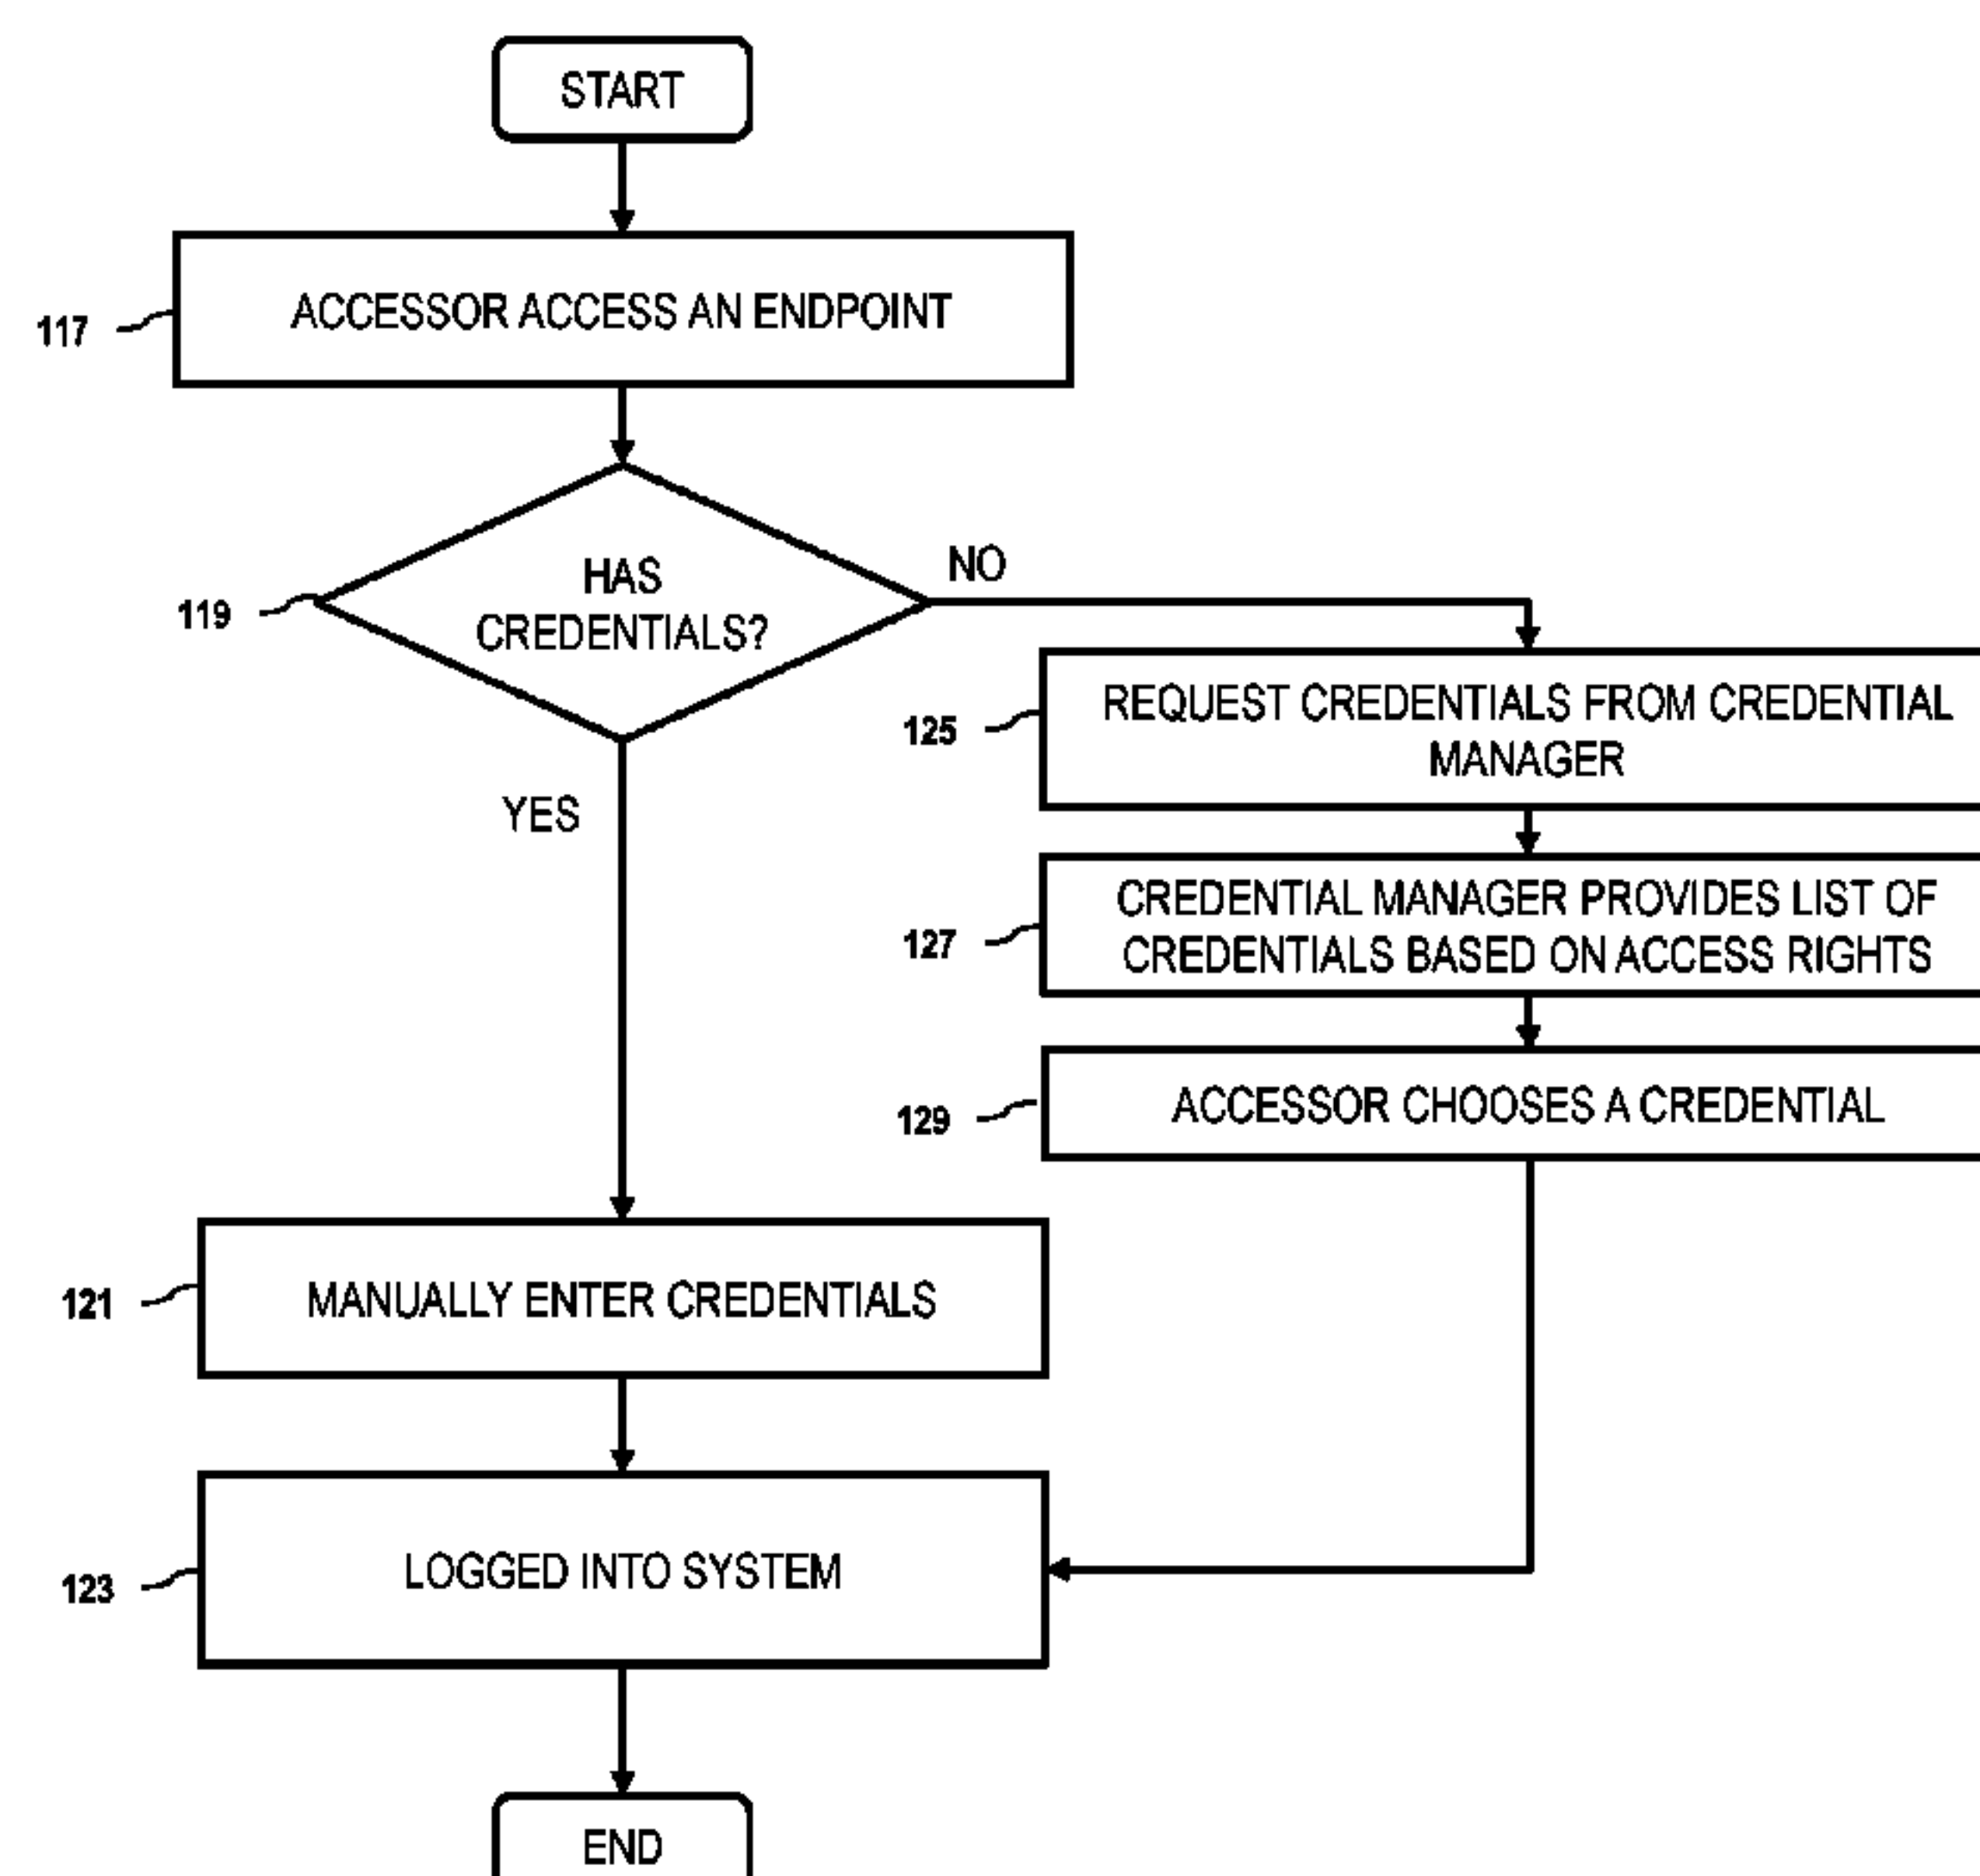 START
117
ACCESSOR ACCESS AN ENDPOINT
119
HAS
CREDENTIALS?
NO
YES
125
REQUEST CREDENTIALS FROM CREDENTIAL
MANAGER
127
CREDENTIAL MANAGER PROVIDES LIST OF
CREDENTIALS BASED ON ACCESS RIGHTS
129
ACCESSOR CHOOSES A CREDENTIAL
121
MANUALLY ENTER CREDENTIALS
123
LOGGED INTO SYSTEM
END